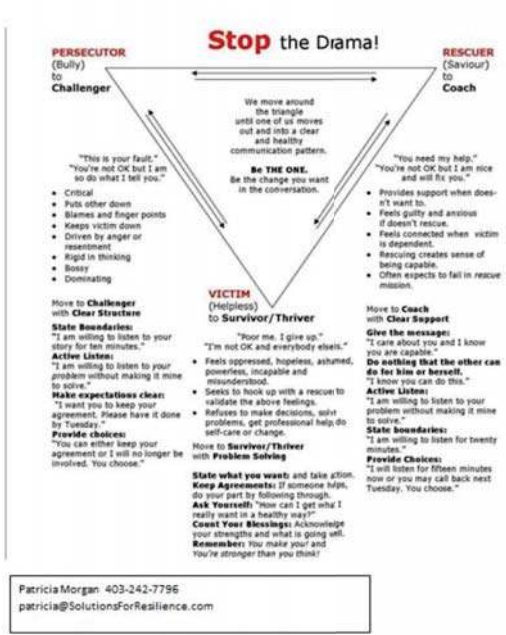 Stop the Drama!
PERSECUTOR
(Bully)
to
Challenger
RESCUER
(Saviour)
to
Coach
We move around
the triangle
until one of us moves
out and into a clear
and healthy
communication pattern.
Be THE ONE.
Be the change you want
in the conversation.
"This is your fault."
"You're not OK but I am
so do what I tell you."
• Critical
• Puts other down
• Blames and finger points
• Keeps victim down
• Driven by anger or
resentment
• Rigid in thinking
• Bossy
• Dominating
Move to Challenger
with Clear Structure
State Boundaries:
"I am willing to listen to your
story for ten minutes."
Active Listen:
"I am willing to listen to your
problem without making it mine
to solve."
Make expectations clear:
"I want you to keep your
agreement. Please have it done
by Tuesday."
Provide choices:
"You can either keep your
agreement or I will no longer be
involved. You choose."
VICTIM
(Helpless)
to Survivor/Thriver
"Poor me. I give up."
"I'm not OK and everybody else is."
• Feels oppressed, hopeless, ashamed,
powerless, incapable and
misunderstood.
• Seeks to hook up with a rescuer to
validate the above feelings.
• Refuses to make decisions, solve
problems, get professional help, do
self-care or change.
Move to Survivor/Thriver
with Problem Solving
State what you want: and take action.
Keep Agreements: If someone helps,
do your part by following through.
Ask Yourself: "How can I get what I
really want in a healthy way?"
Count Your Blessings: Acknowledge
your strengths and what is going well.
Remember: You make you! and
You're stronger than you think!
"You need my help."
"You're not OK but I am nice
and will fix you."
• Provides support when does-
n't want to.
• Feels guilty and anxious
if doesn't rescue.
• Feels connected when victim
is dependent.
• Rescuing creates sense of
being capable.
• Often expects to fail in rescue
mission.
Move to Coach
with Clear Support
Give the message:
"I care about you and I know
you are capable."
Do nothing that the other can
do for him or herself.
"I know you can do this."
Active Listen:
"I am willing to listen to your
problem without making it mine
to solve."
State boundaries:
"I am willing to listen for twenty
minutes."
Provide Choices:
"I will listen for fifteen minutes
now or you may call back next
Tuesday. You choose."
Patricia Morgan 403-242-7796
patricia@SolutionsForResilience.com